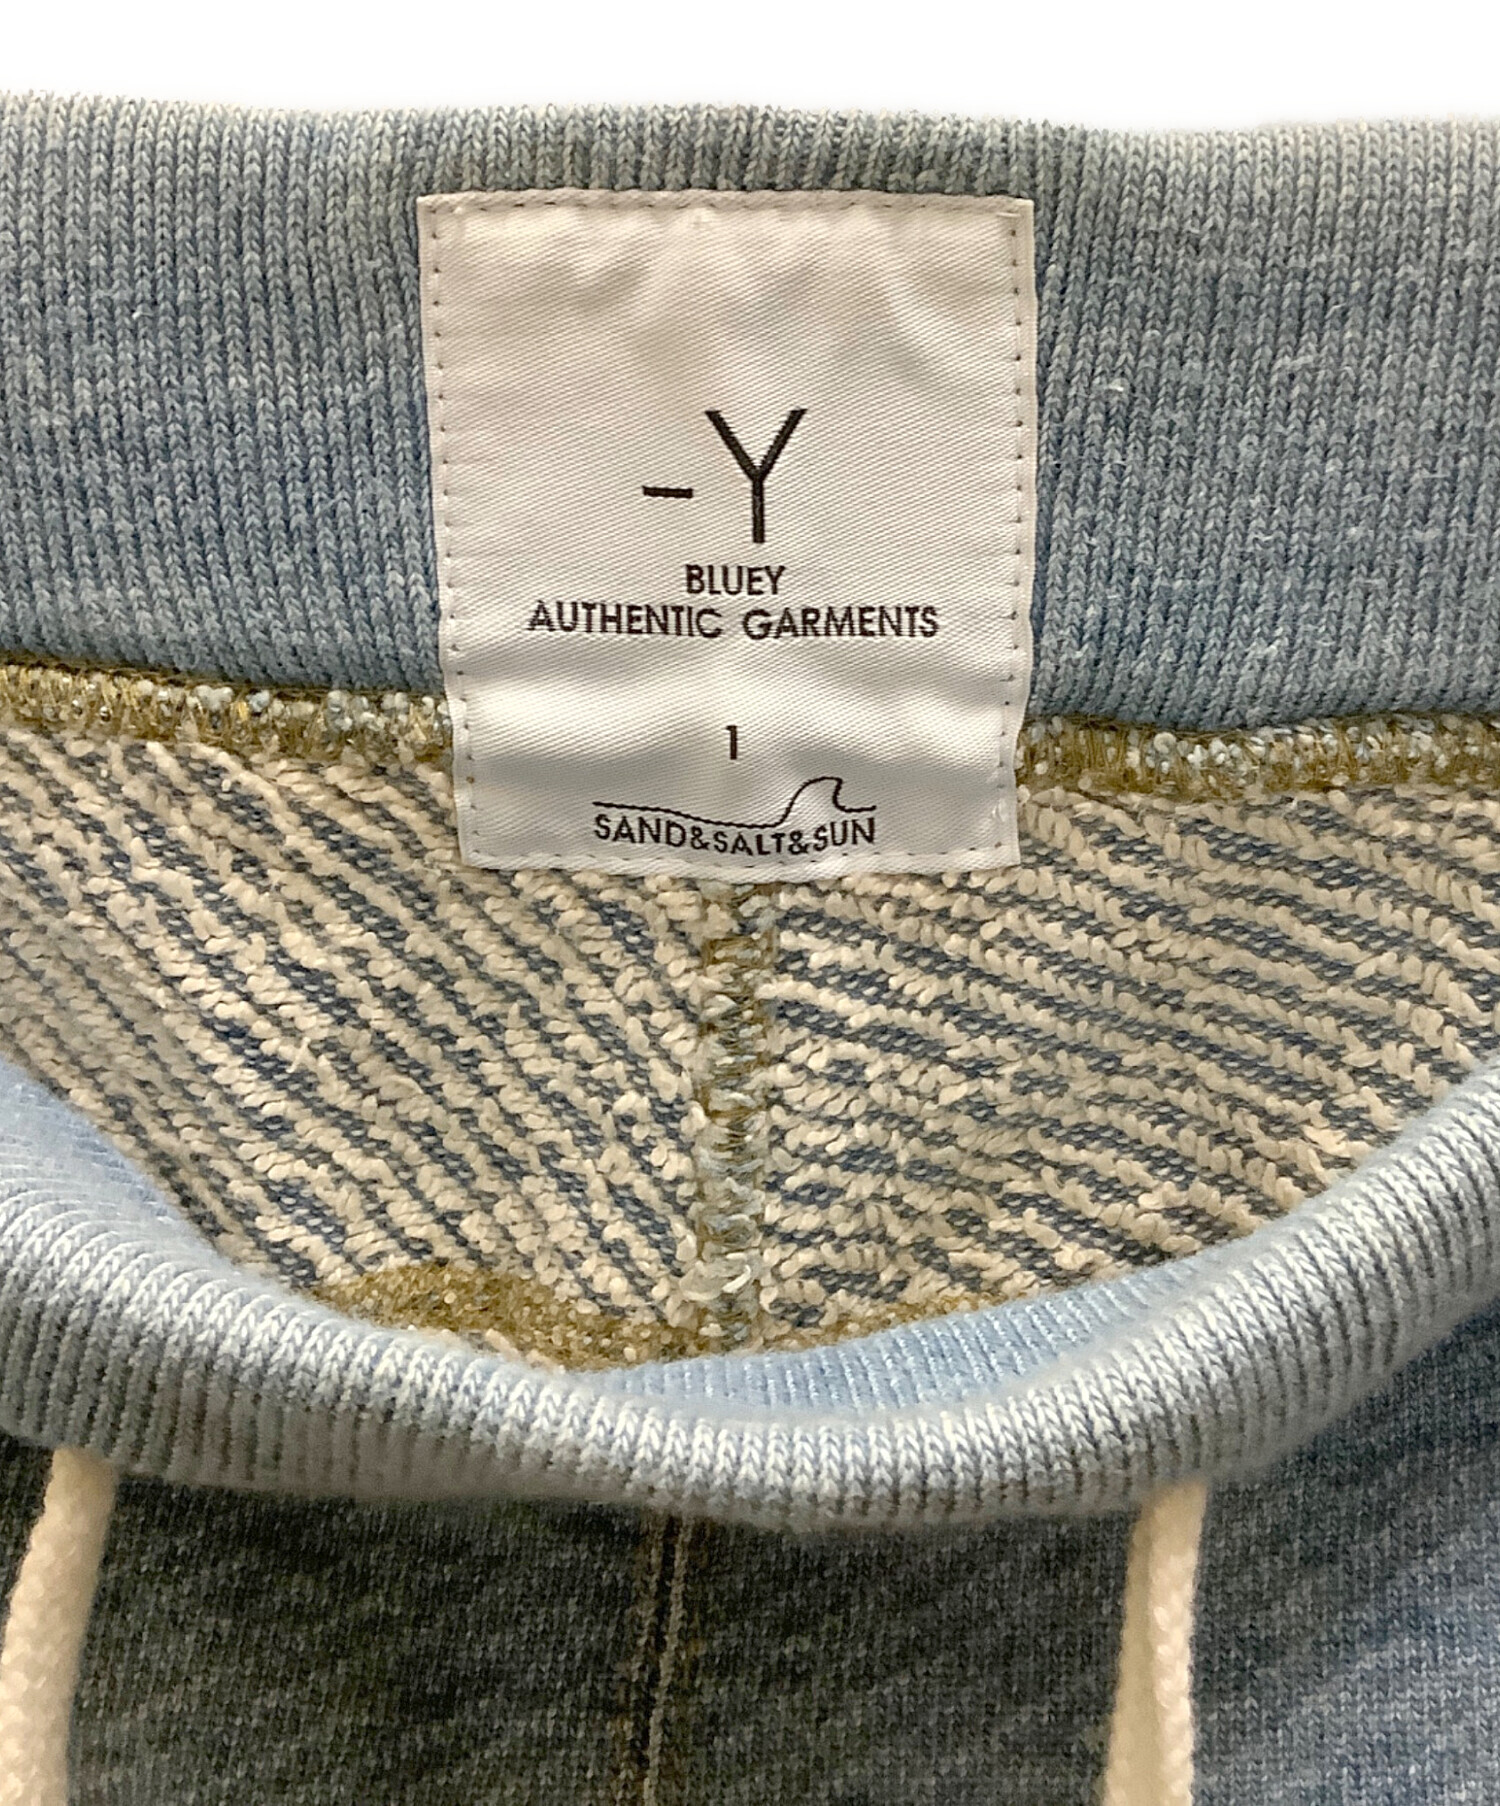 -Y
BLUEY
AUTHENTIC GARMENTS
1
SAND&SALT&SUN